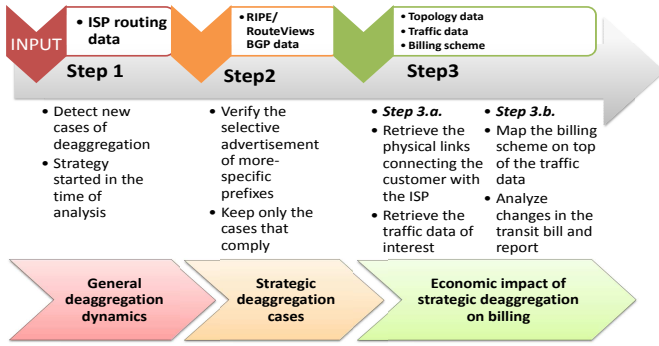 INPUT
• ISP routing
data
• RIPE/
RouteViews
BGP data
• Topology data
• Traffic data
• Billing scheme
Step 1
Step2
Step3
• Detect new
cases of
deaggregation
• Strategy
started in the
time of
analysis
• Verify the
selective
advertisement
of more-
specific
prefixes
• Keep only the
cases that
comply
• Step 3.a.
• Retrieve the
physical links
connecting the
customer with
the ISP
• Retrieve the
traffic data of
interest
• Step 3.b.
• Map the billing
scheme on top
of the traffic
data
• Analyze
changes in the
transit bill and
report
General
deaggregation
dynamics
Strategic
deaggregation
cases
Economic impact of
strategic deaggregation
on billing